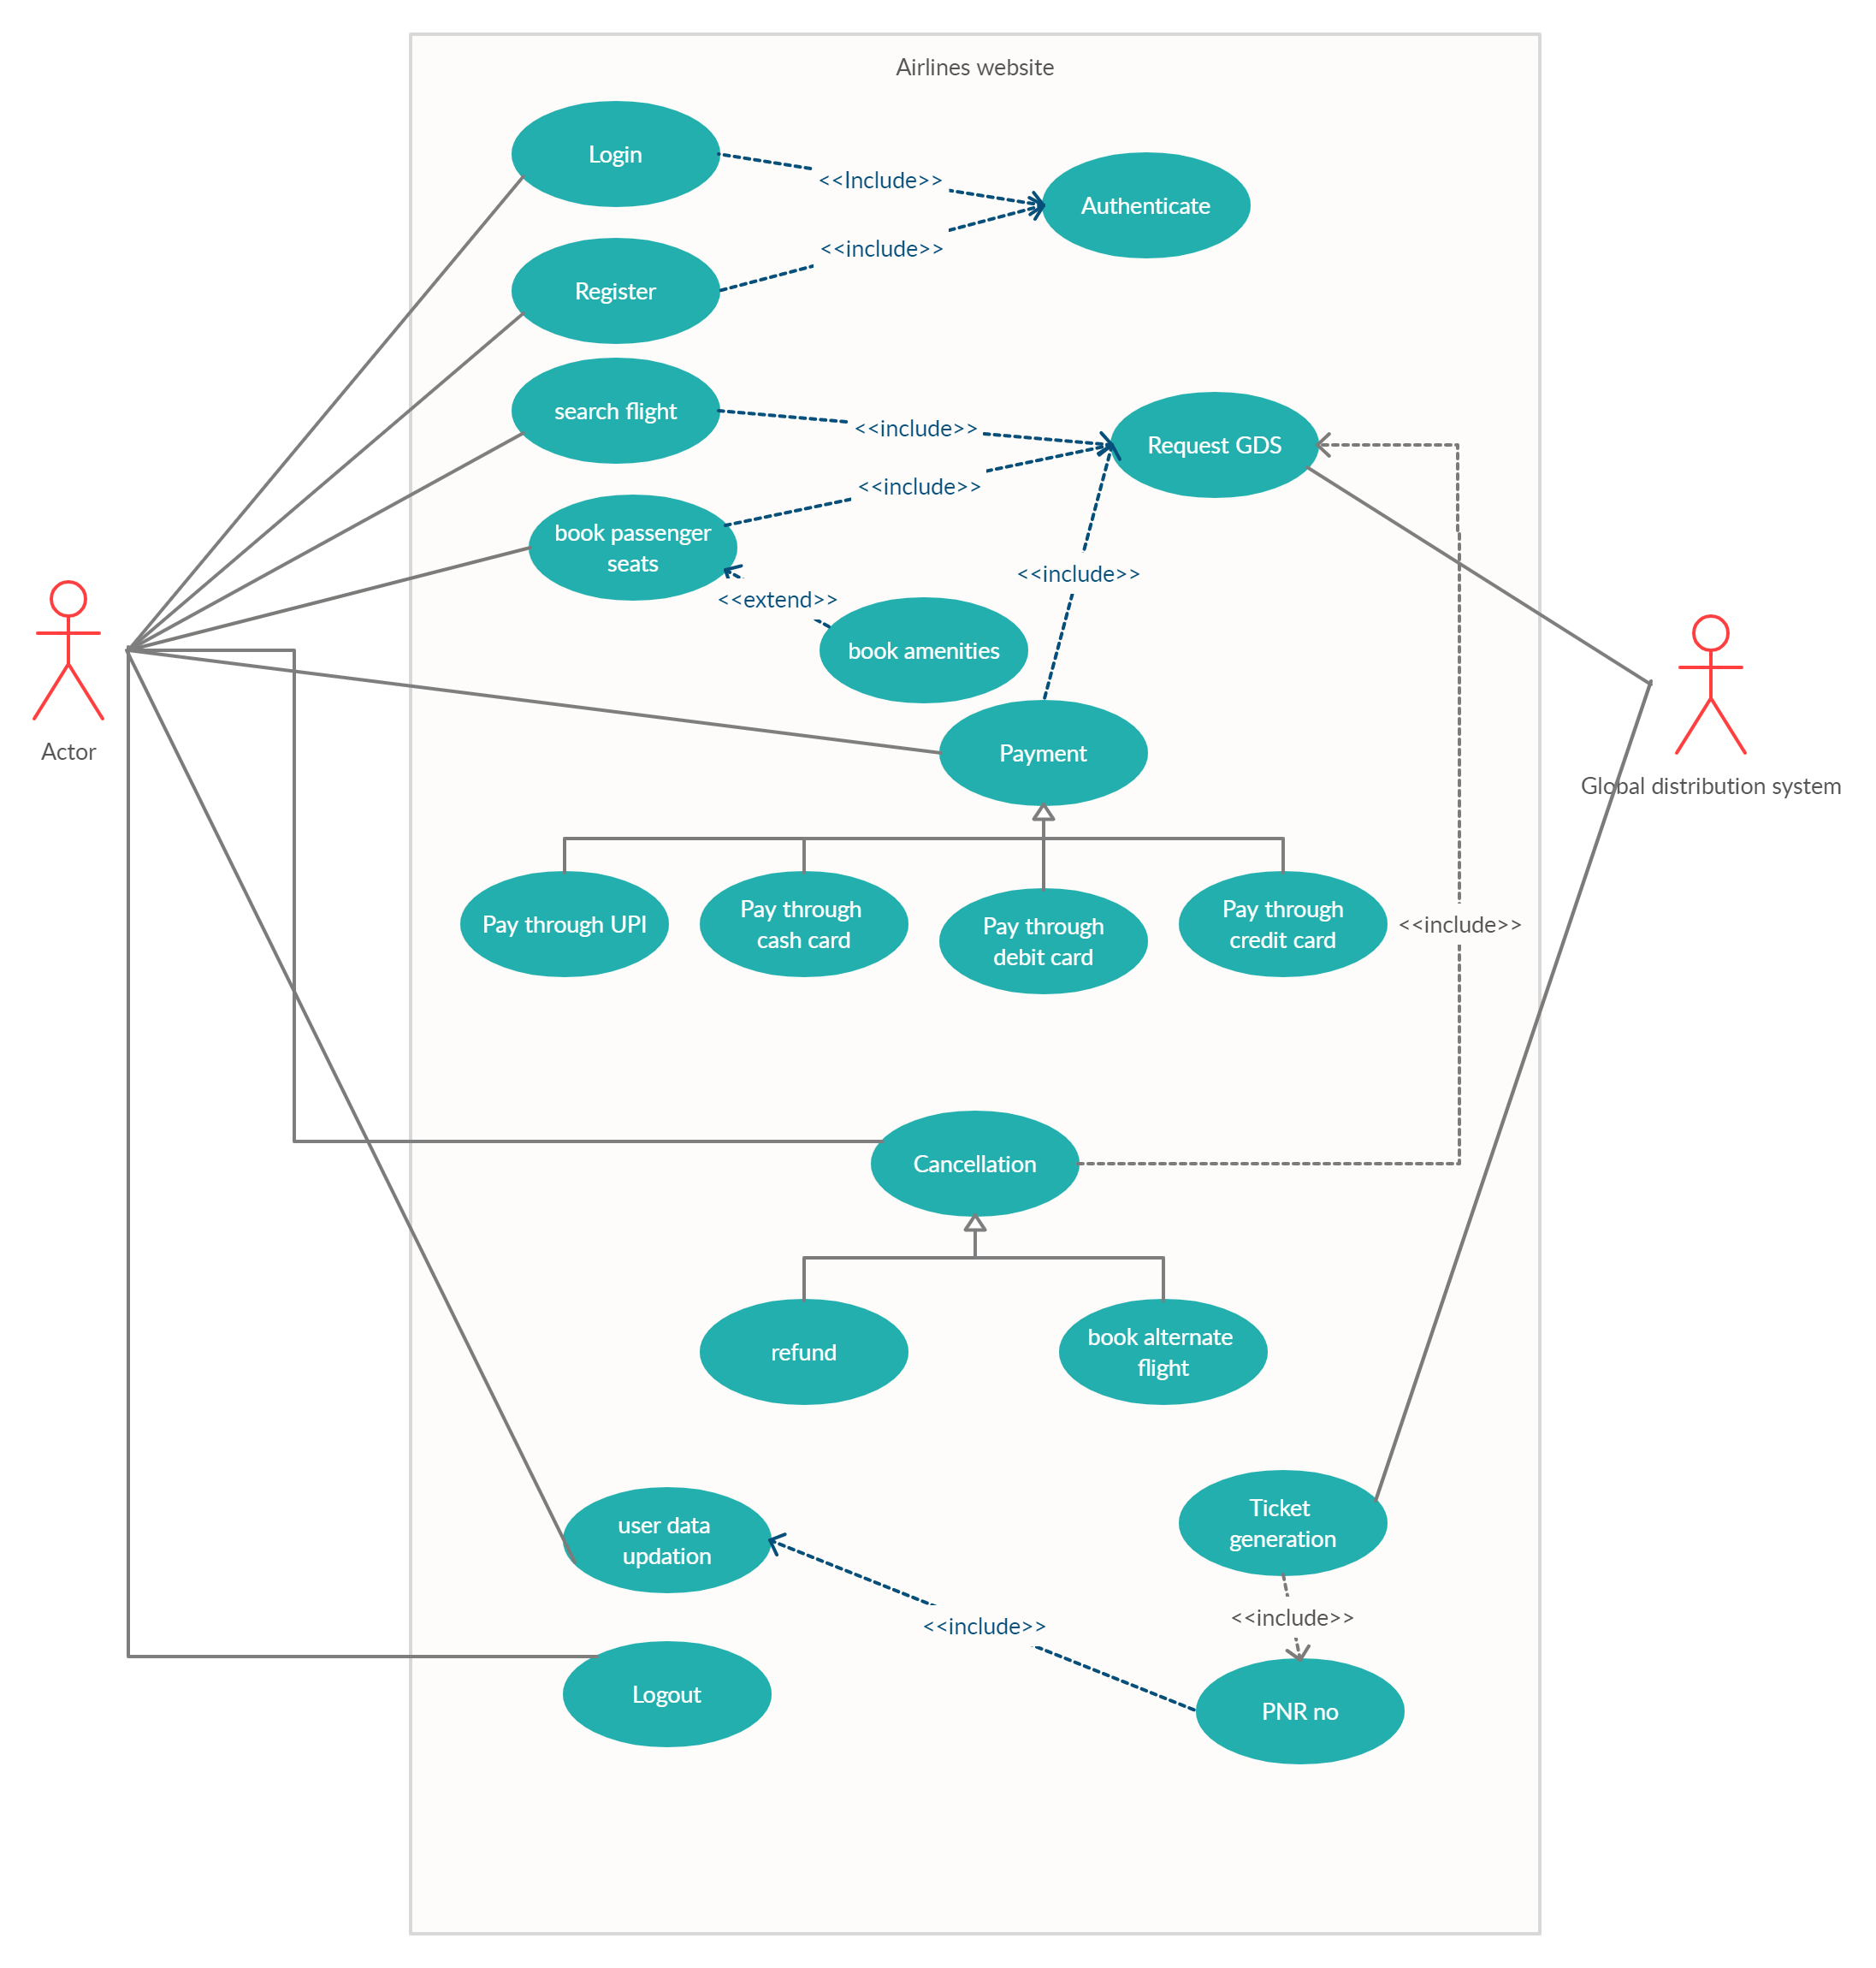 Airlines website
Login
<<Include>>
Authenticate
<<include>>
Register
search flight
<<include>>
Request GDS
<<include>>
book passenger
seats
<<include>>
<<extend>>
book amenities
Actor
Payment
Global distribution system
Pay through UPI
Pay through
cash card
Pay through
debit card
Pay through
credit card
<<include>>
Cancellation
refund
book alternate
flight
user data
updation
Ticket
generation
<<include>>
<<include>>
Logout
PNR no